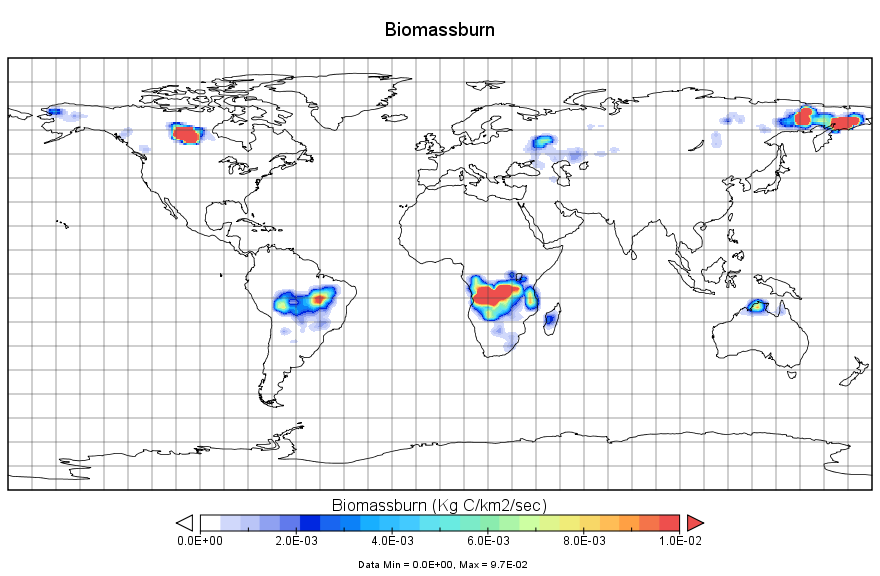 Biomassburn
Biomassburn (Kg C/km2/sec)
0.0E+00 2.0E-03 4.0E-03 6.0E-03 8.0E-03 1.0E-02
Data Min = 0.0E+00, Max = 9.7E-02